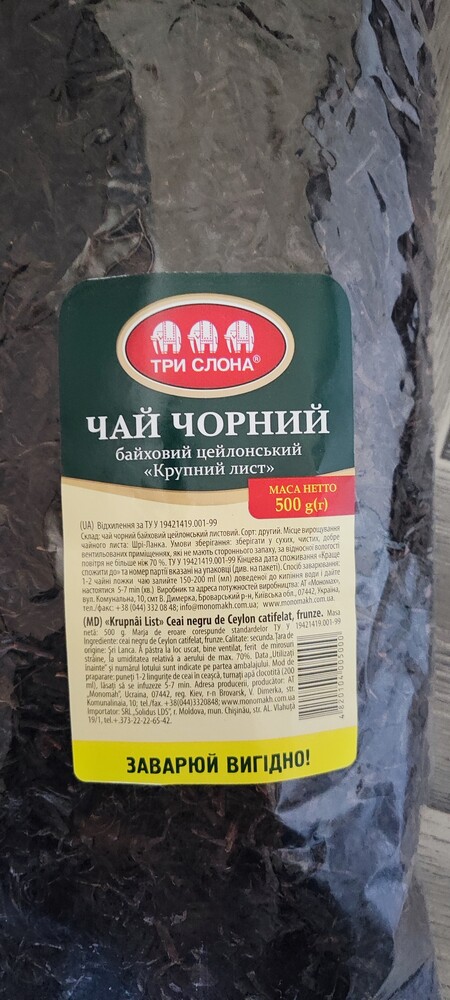 ТРИ СЛОНА®
ЧАЙ ЧОРНИЙ
байховий цейлонський
«Крупний лист»
МАСА НЕТТО
500 g(г)
(UA) Відхилення за ТУ У 19421419.001-99
Склад: чай чорний байховий цейлонський листовий. Сорт: другий. Місце вирощування
чайного листа: Шрі-Ланка. Умови зберігання: зберігати у сухих, чистих, добре
вентильованих приміщеннях, які не мають стороннього запаху, за відносної вологості
повітря не більше ніж 70 %. ТУ У 19421419.001-99 Кінцева дата споживання «Краще
спожити до» та номер партії вказані на упаковці (див. на пакеті). Спосіб заварювання:
1-2 чайні ложки чаю залийте 150-200 ml (мл) доведеної до кипіння води і дайте
настоятися 5-7 min (хв.) Виробник та адреса потужностей виробництва: АТ «Мономах»,
вул. Комунальна, 10, смт В. Димерка, Броварський р-н, Київська обл., 07442, Україна,
тел./факс: +38 (044) 332 08 48; info@monomakh.com.ua; www.monomakh.com.ua
(MD) «Krupnâi List» Ceai negru de Ceylon catifelat, frunze. Masa
netă: 500 g. Marja de eroare corespunde standardelor TU У 19421419.001-99
Ingrediente: ceai negru de Ceylon catifelat, frunze. Calitate: secunda. Țara de
origine: Șri Lanca. A păstra la loc uscat, bine ventilat, ferit de mirosuri
străine, la umiditatea relativă a aerului de max. 70%. Data „Utilizați
înainte” și numărul lotului sunt indicate pe partea ambalajului. Mod de
preparare: puneți 1-2 lingurițe de ceai în ceașcă, turnați apă clocotită (200
ml), lăsați să se infuzeze 5-7 min. Adresa producerii, producător: AT
„Monomah”, Ucraina, 07442, reg. Kiev, r-n Brovarsk, V. Dimerka, str.
Komunalinaia, 10; tel./fax. +38(044)3320848; www.monomakh.com.ua
Importator: SRL „Solidus LDS”, r. Moldova, mun. Chișinău, str. AL. Vlahuță
19/1, tel.+.373-22-22-65-42.
4820104005000
ЗАВАРЮЙ ВИГІДНО!